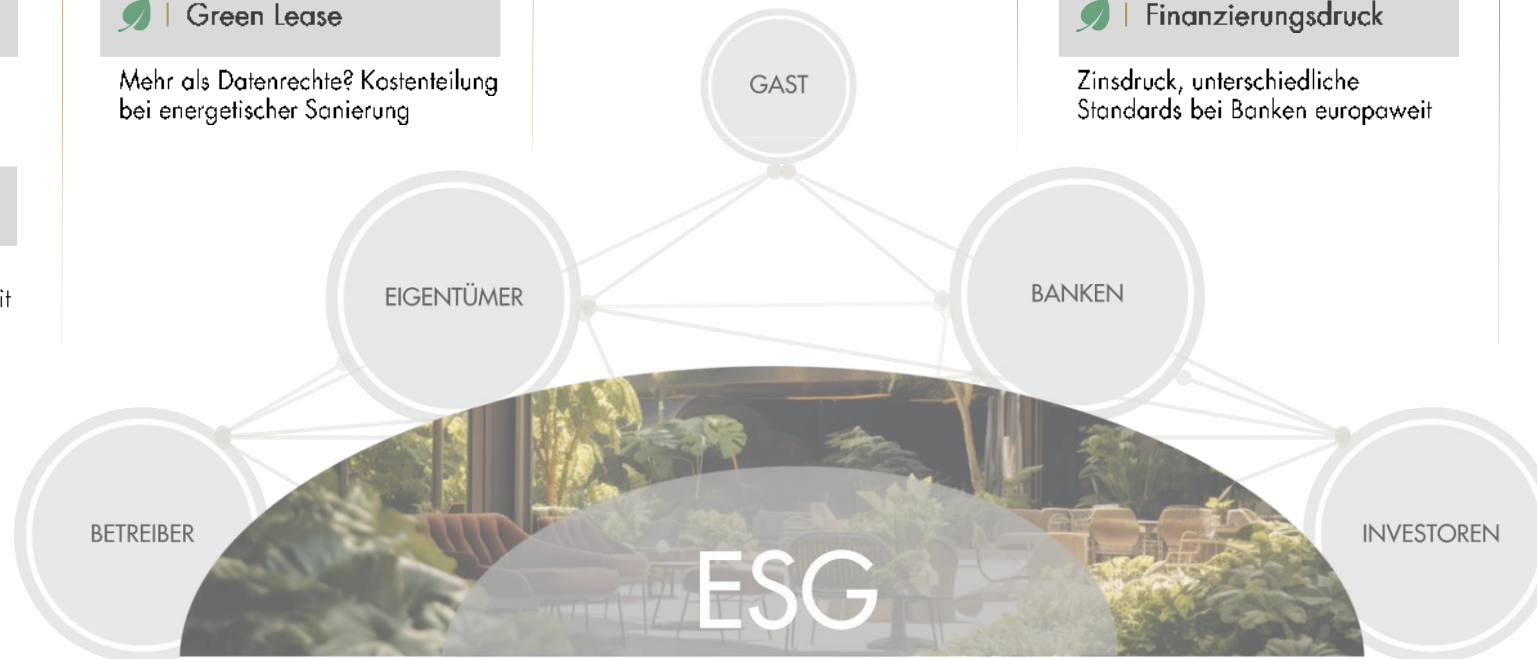 Green Lease
Mehr als Datenrechte? Kostenteilung
bei energetischer Sanierung
GAST
Finanzierungsdruck
Zinsdruck, unterschiedliche
Standards bei Banken europaweit
it
EIGENTÜMER
BANKEN
BETREIBER
INVESTOREN
ESG